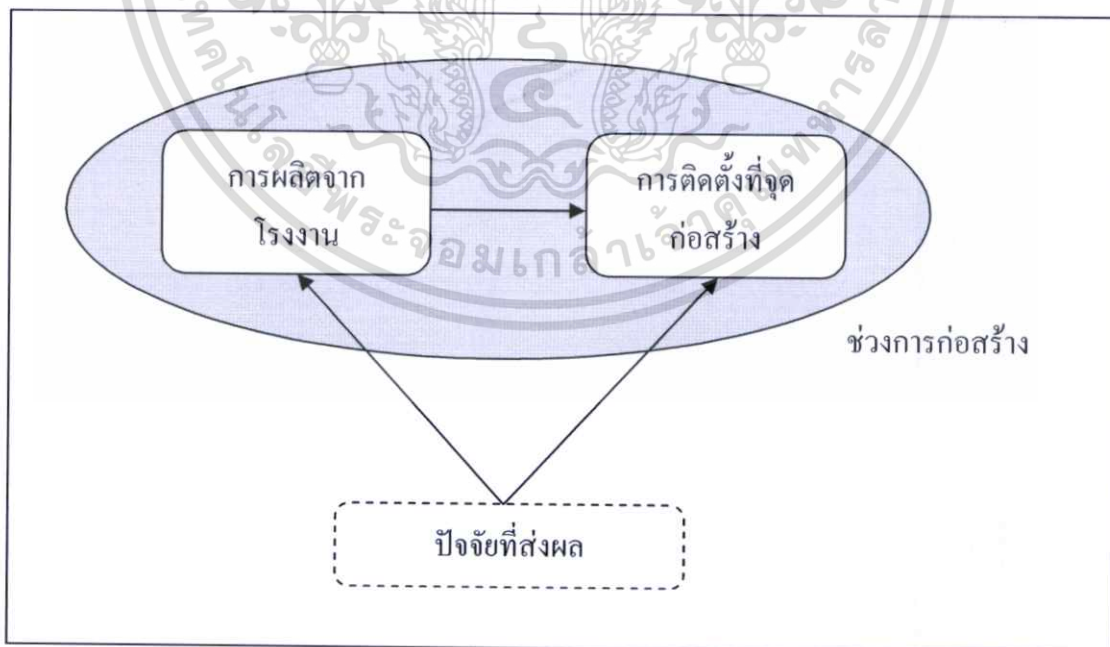 การผลิตจาก
โรงงาน
การติดตั้งที่จุด
ก่อสร้าง
ช่วงการก่อสร้าง
ปัจจัยที่ส่งผล